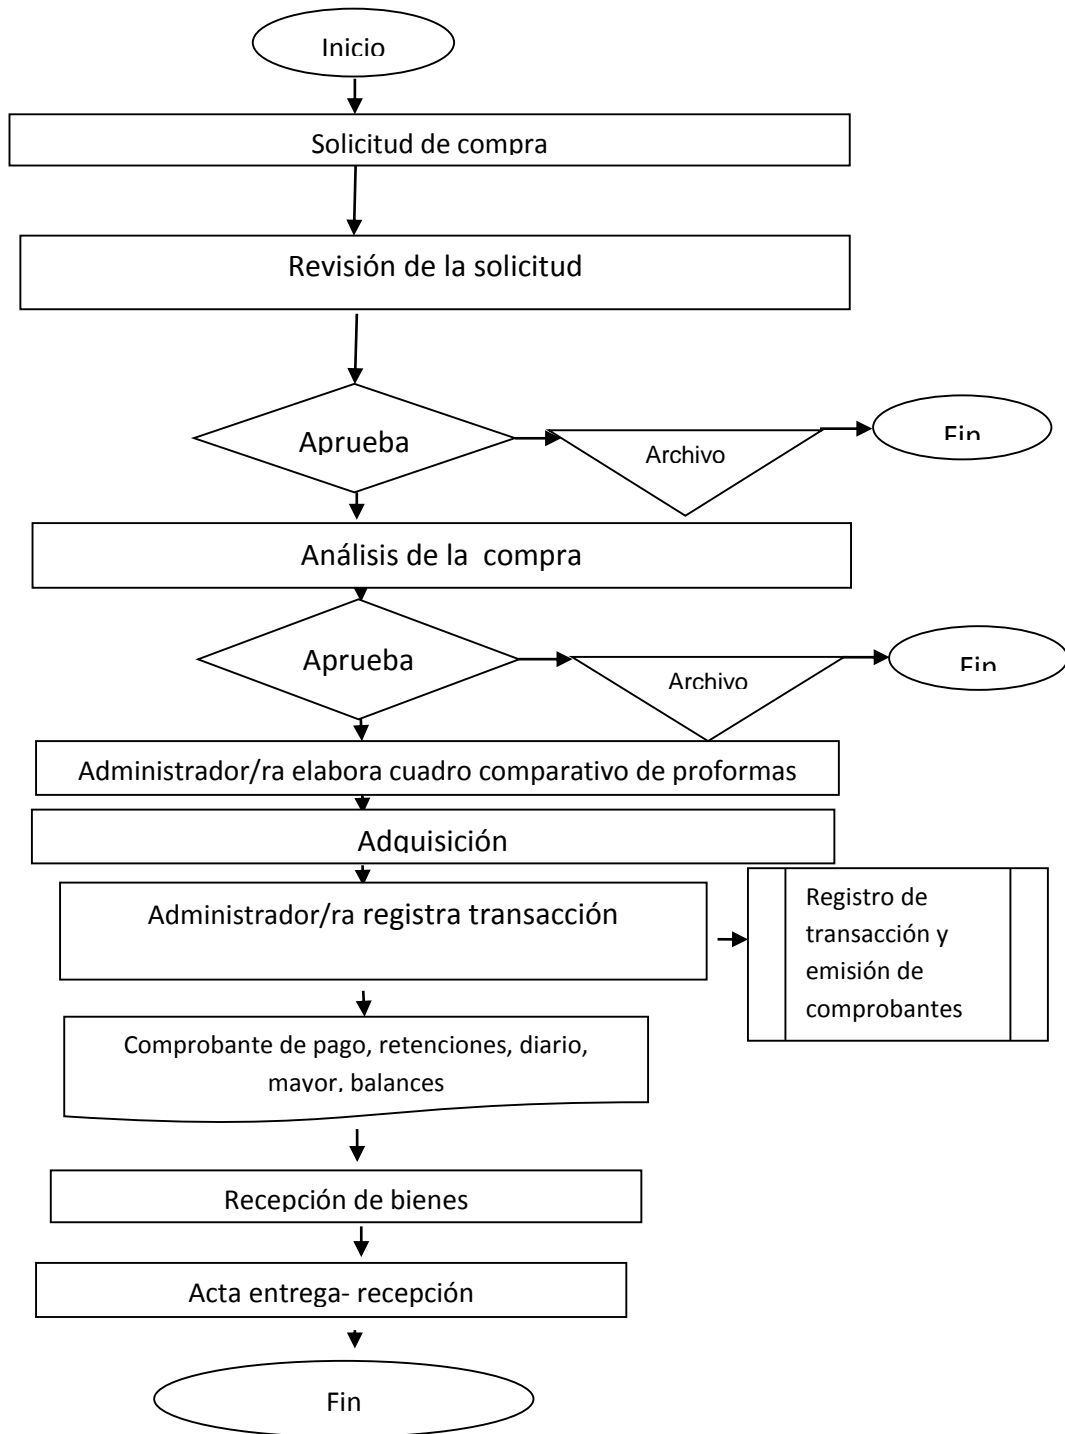 Inicio
Solicitud de compra
Revisión de la solicitud
Aprueba
Archivo
Fin
Análisis de la compra
Aprueba
Archivo
Fin
Administrador/ra elabora cuadro comparativo de proformas
Adquisición
Administrador/ra registra transacción
Registro de
transacción y
emisión de
comprobantes
Comprobante de pago, retenciones, diario,
mayor, balances
Recepción de bienes
Acta entrega- recepción
Fin